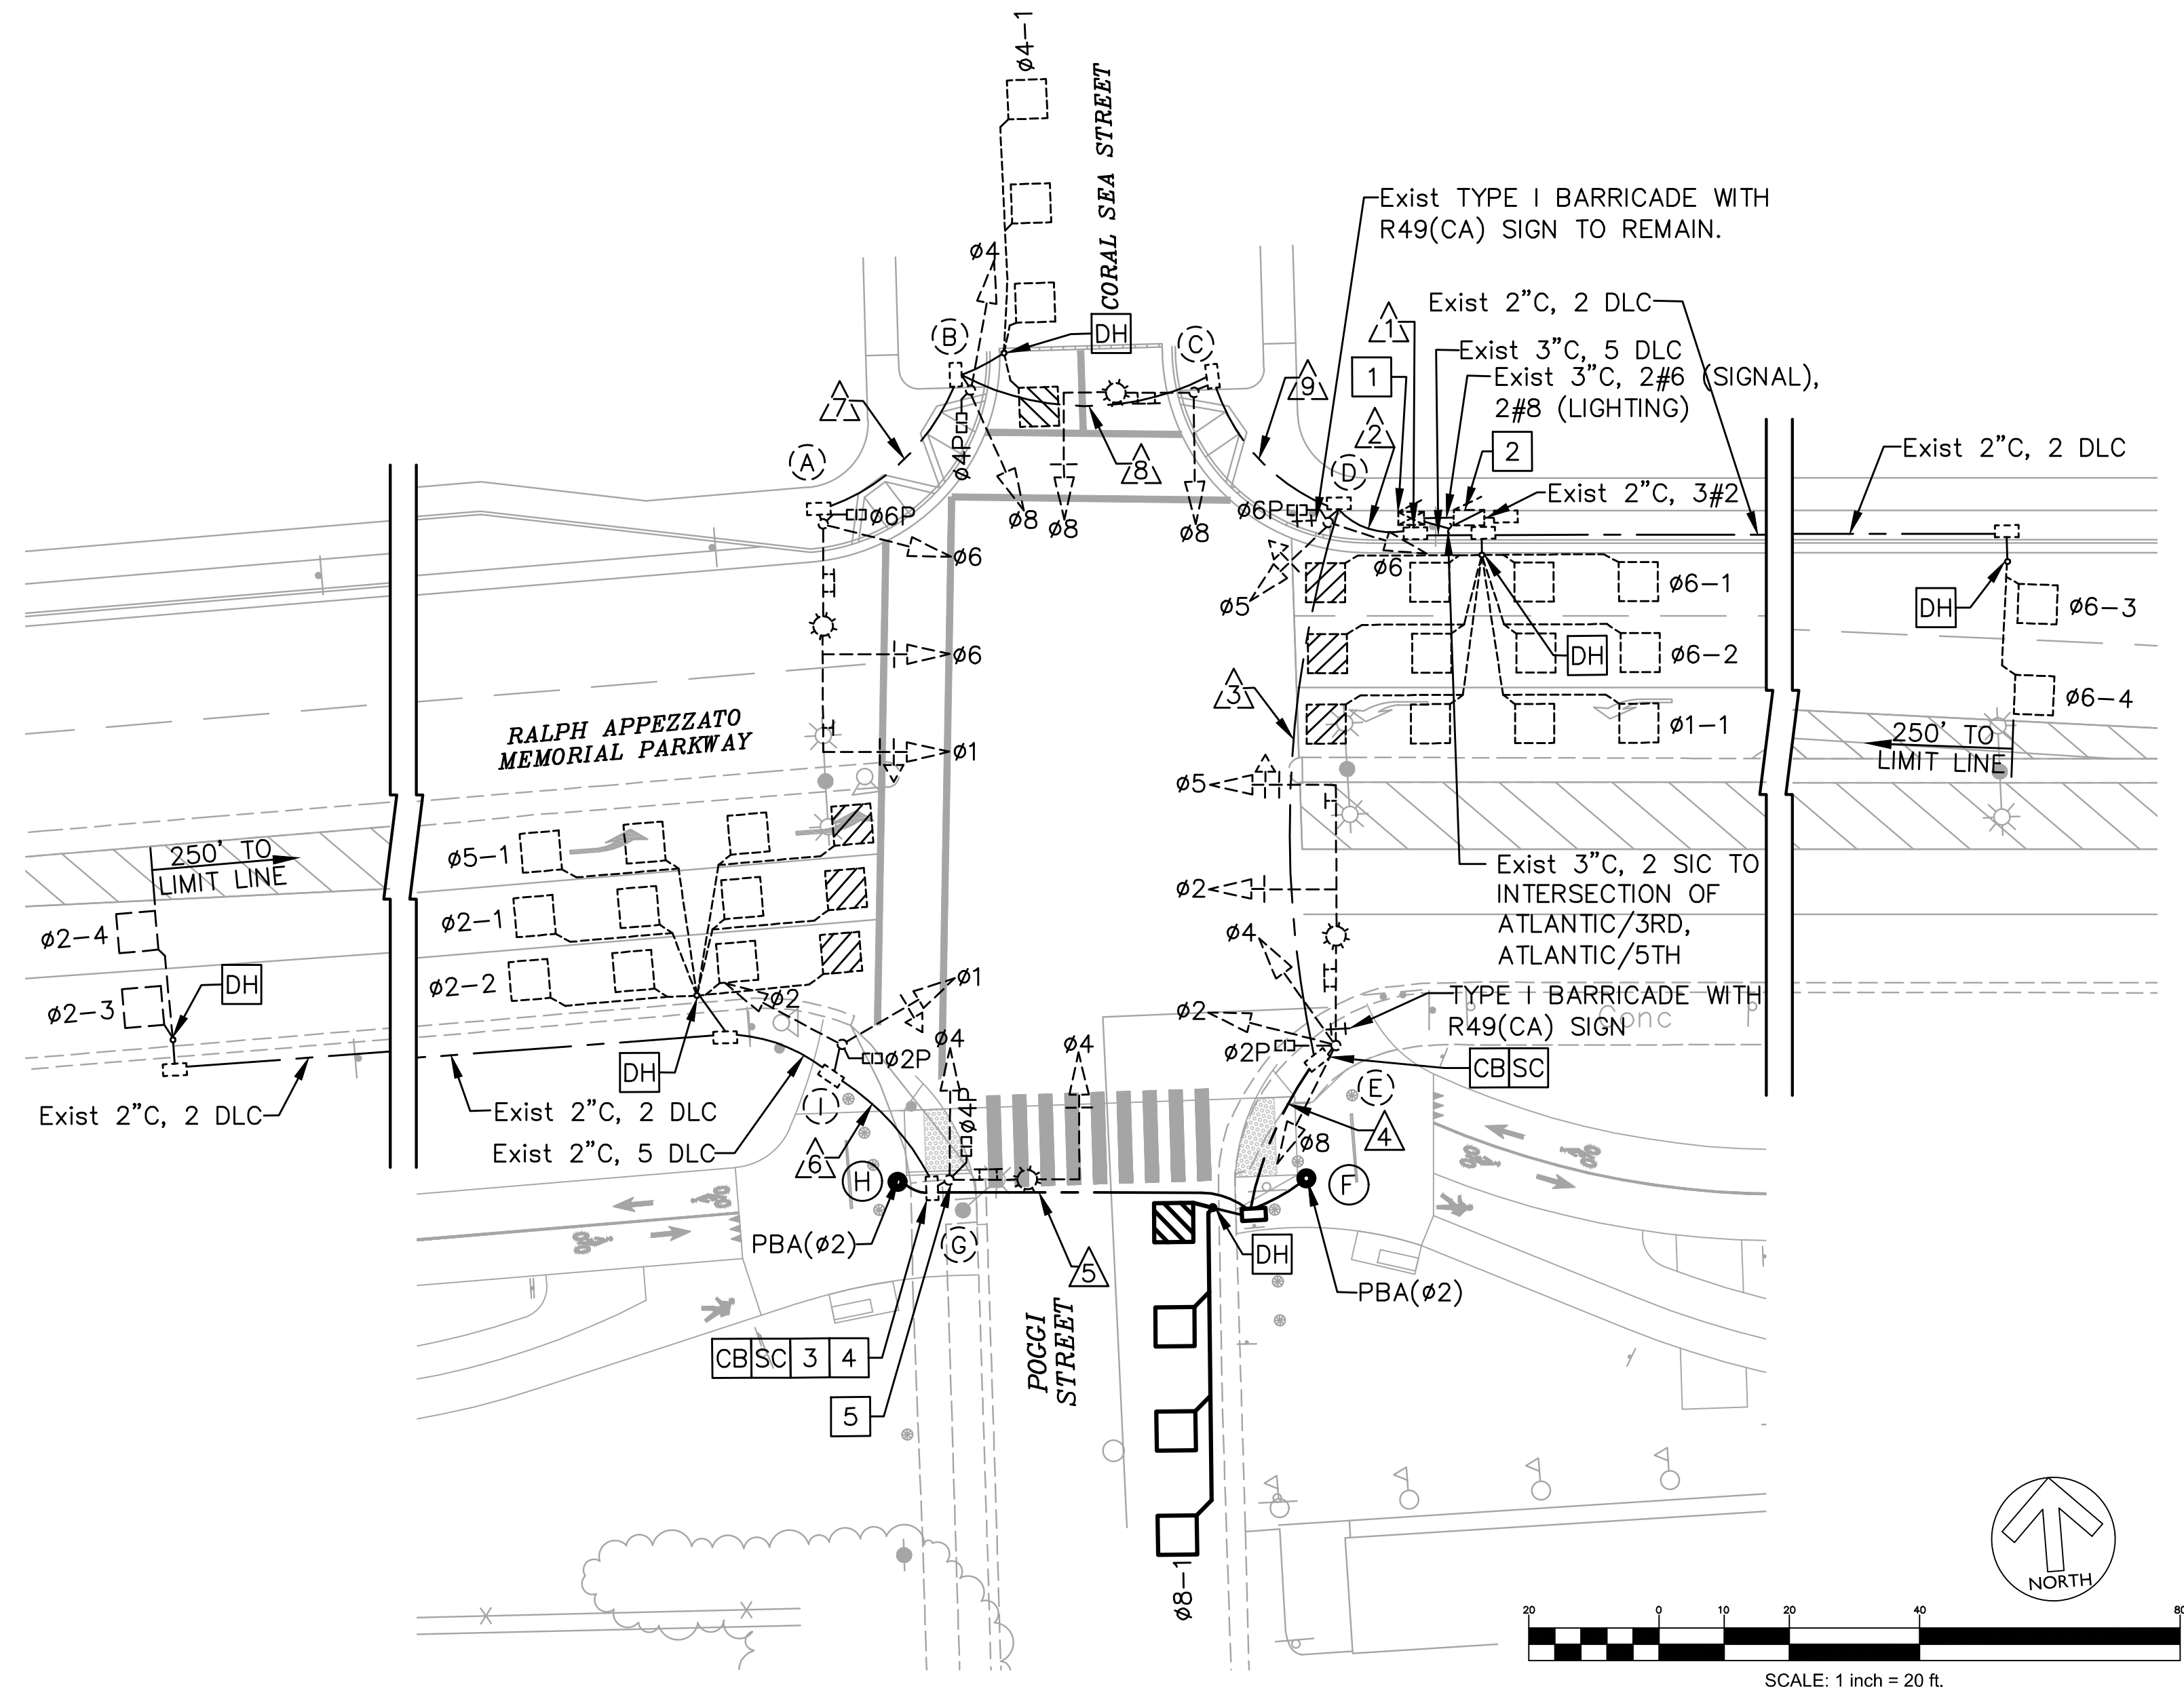 ø4-1
CORAL SEA STREET
Exist TYPE I BARRICADE WITH
R49(CA) SIGN TO REMAIN.
ø4
Exist 2"C, 2 DLC
DH
B
C
1
Exist 3"C, 5 DLC
1
Exist 3"C, 2#6 (SIGNAL),
2#8 (LIGHTING)
9
7
2
2
Exist 2"C, 2 DLC
A
ø4P
8
D
Exist 2"C, 3#2
ø6P
ø8
ø8
ø8
ø6P
ø6
ø6
ø5
ø6-1
DH
ø6-3
ø6
DH
ø6-2
3
ø6-4
RALPH APPEZZATO
MEMORIAL PARKWAY
ø1
ø1-1
250' TO
LIMIT LINE
ø5
250' TO
LIMIT LINE
ø5-1
Exist 3"C, 2 SIC TO
INTERSECTION OF
ATLANTIC/3RD,
ATLANTIC/5TH
ø2
ø2-1
ø2-4
ø4
ø2-2
DH
ø2
ø1
TYPE I BARRICADE WITH
R49(CA) SIGN
Conc
ø2-3
ø2
ø2P
ø4
ø4
ø2P
CB SC
DH
E
Exist 2"C, 2 DLC
Exist 2"C, 2 DLC
I
ø4P
4
ø8
Exist 2"C, 5 DLC
6
H
F
PBA(ø2)
G
DH
5
PBA(ø2)
POGGI
STREET
CB SC 3 4
5
ø8-1
NORTH
20 0 10 20 40 80
SCALE: 1 inch = 20 ft.